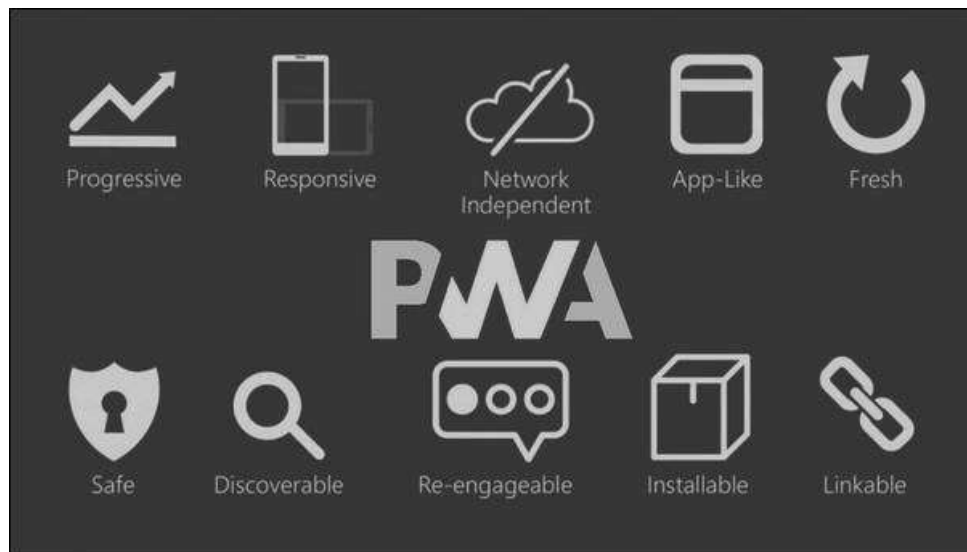 Progressive
Responsive
Network
Independent
App-Like
Fresh
PWA
Safe
Discoverable
Re-engageable
Installable
Linkable